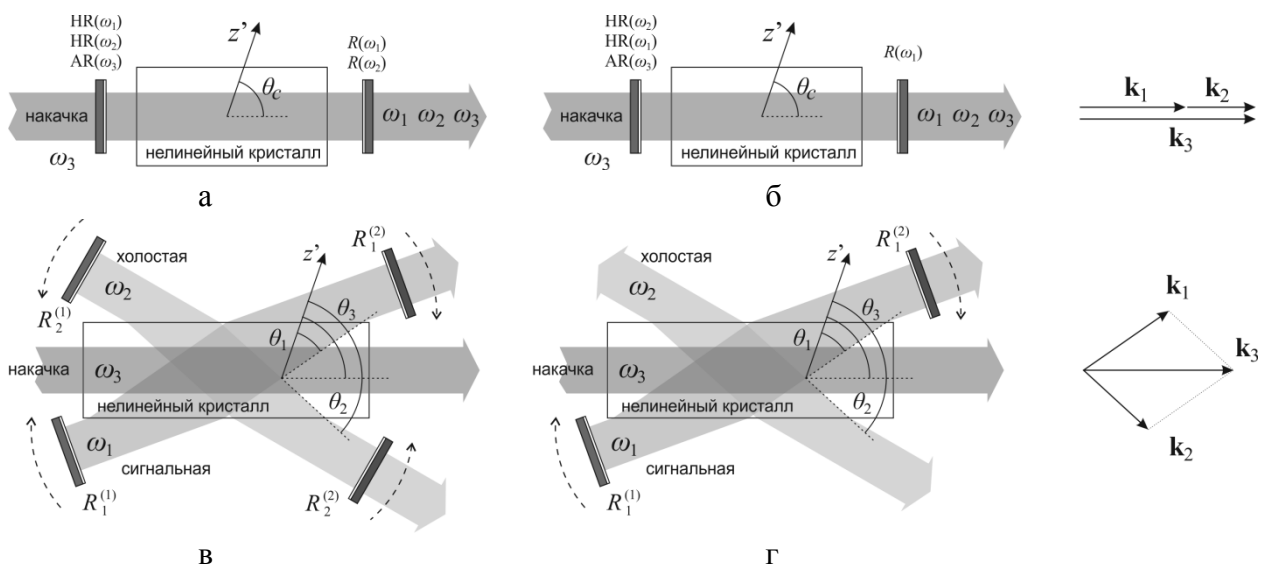 HR(ω₁)
HR(ω₂)
AR(ω₃)
z'
θc
R(ω₁)
R(ω₂)
накачка
ω₃
нелинейный кристалл
ω₁ ω₂ ω₃
а
HR(ω₂)
HR(ω₁)
AR(ω₃)
z'
θc
R(ω₁)
накачка
ω₃
нелинейный кристалл
ω₁ ω₂ ω₃
б
k₁ k₂
k₃
холостая
ω₂
R₂⁽¹⁾
z'
R₁⁽²⁾
θ₃
θ₁
θ₂
накачка
ω₃
нелинейный кристалл
ω₁
сигнальная
R₁⁽¹⁾
R₂⁽²⁾
в
холостая
ω₂
z'
R₁⁽²⁾
θ₃
θ₁
θ₂
накачка
ω₃
нелинейный кристалл
ω₁
сигнальная
R₁⁽¹⁾
г
k₁
k₃
k₂